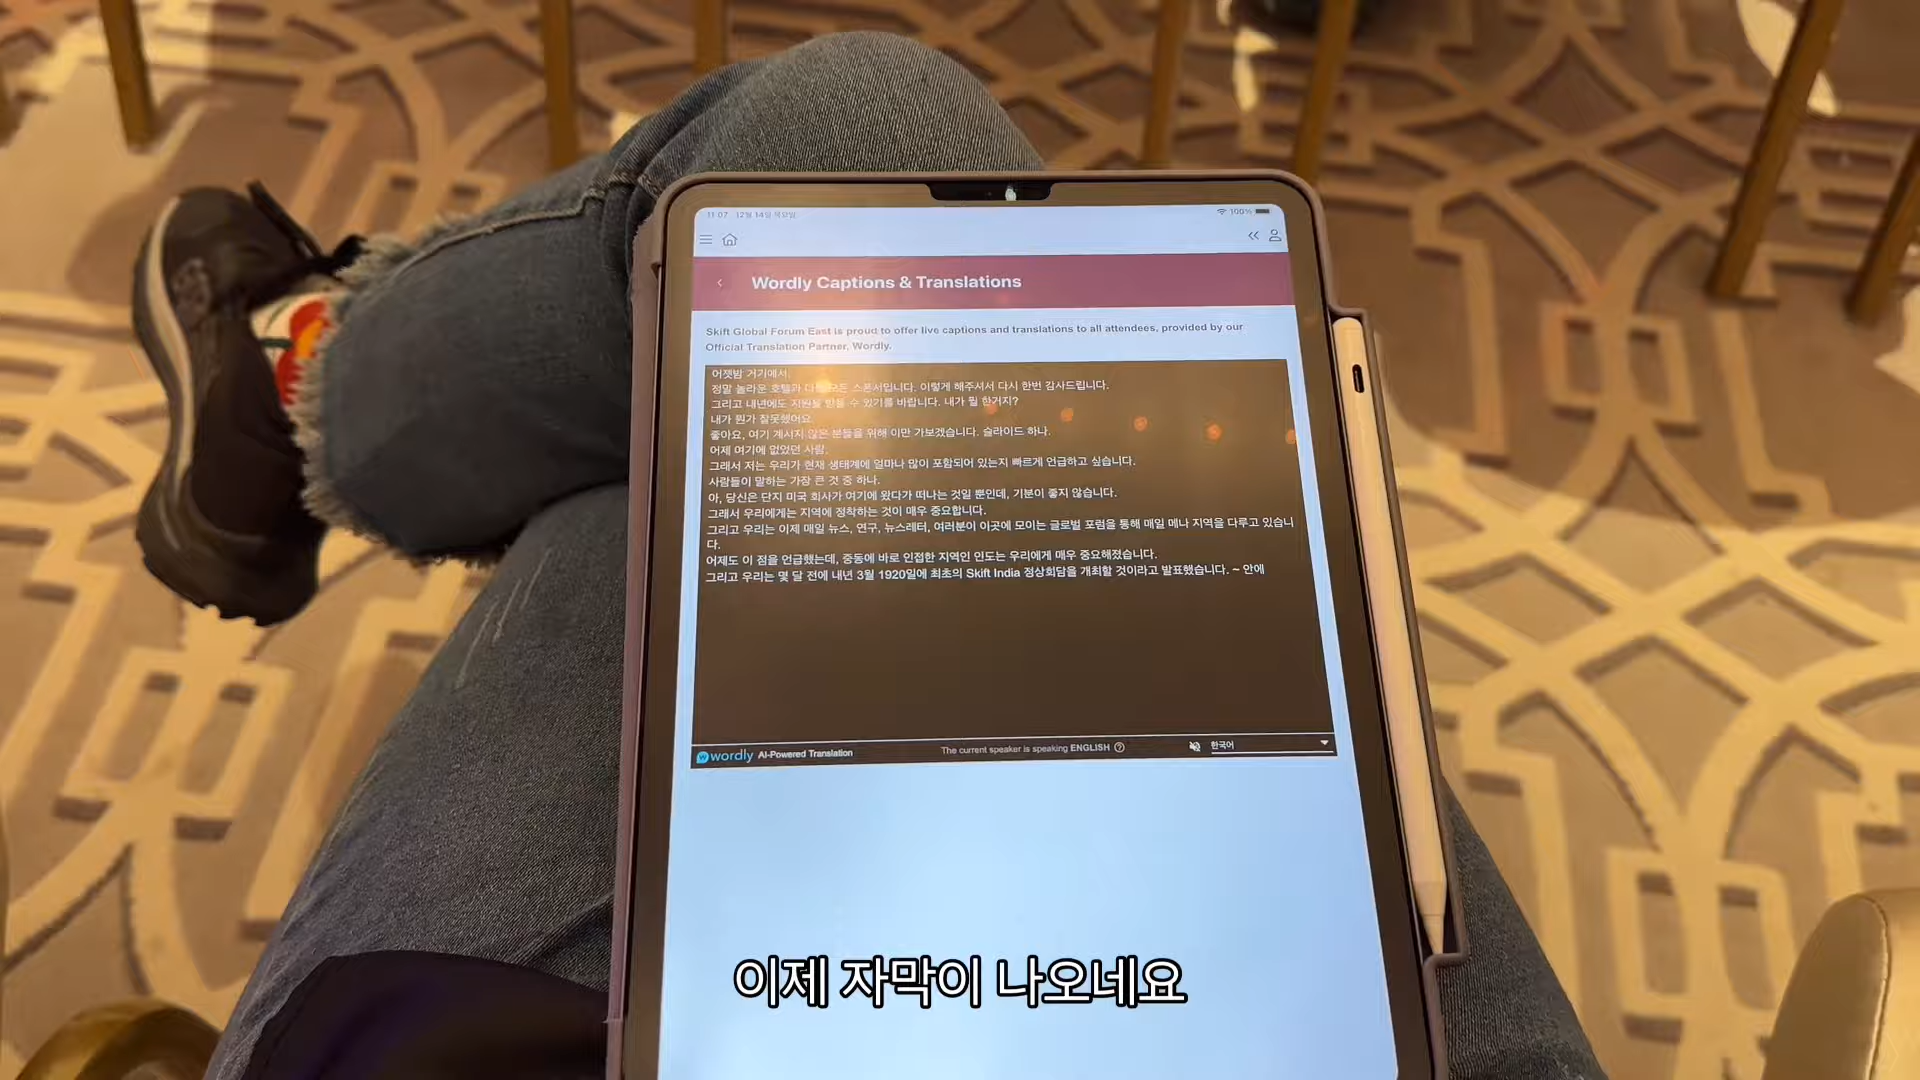 11:07 12월 14일 목요일
100%
Wordly Captions & Translations
Skift Global Forum East is proud to offer live captions and translations to all attendees, provided by our
Official Translation Partner, Wordly.
어젯밤 거기에서.
정말 놀라운 호텔과 다른 모든 스폰서입니다. 이렇게 해주셔서 다시 한번 감사드립니다.
그리고 내년에도 지원을 받을 수 있기를 바랍니다. 내가 뭘 한거지?
내가 뭔가 잘못했어요
좋아요, 여기 계시지 않은 분들을 위해 이만 가보겠습니다. 슬라이드 하나.
어제 여기에 없었던 사람.
그래서 저는 우리가 현재 생태계에 얼마나 많이 포함되어 있는지 빠르게 언급하고 싶습니다.
사람들이 말하는 가장 큰 것 중 하나.
아, 당신은 단지 미국 회사가 여기에 왔다가 떠나는 것일 뿐인데, 기분이 좋지 않습니다.
그래서 우리에게는 지역에 정착하는 것이 매우 중요합니다.
그리고 우리는 이제 매일 뉴스, 연구, 뉴스레터, 여러분이 이곳에 모이는 글로벌 포럼을 통해 매일 메나 지역을 다루고 있습니
다.
어제도 이 점을 언급했는데, 중동에 바로 인접한 지역인 인도는 우리에게 매우 중요해졌습니다.
그리고 우리는 몇 달 전에 내년 3월 1920일에 최초의 Skift India 정상회담을 개최할 것이라고 발표했습니다. ~ 안에
wordly AI-Powered Translation
The current speaker is speaking ENGLISH
한국어
이제 자막이 나오네요